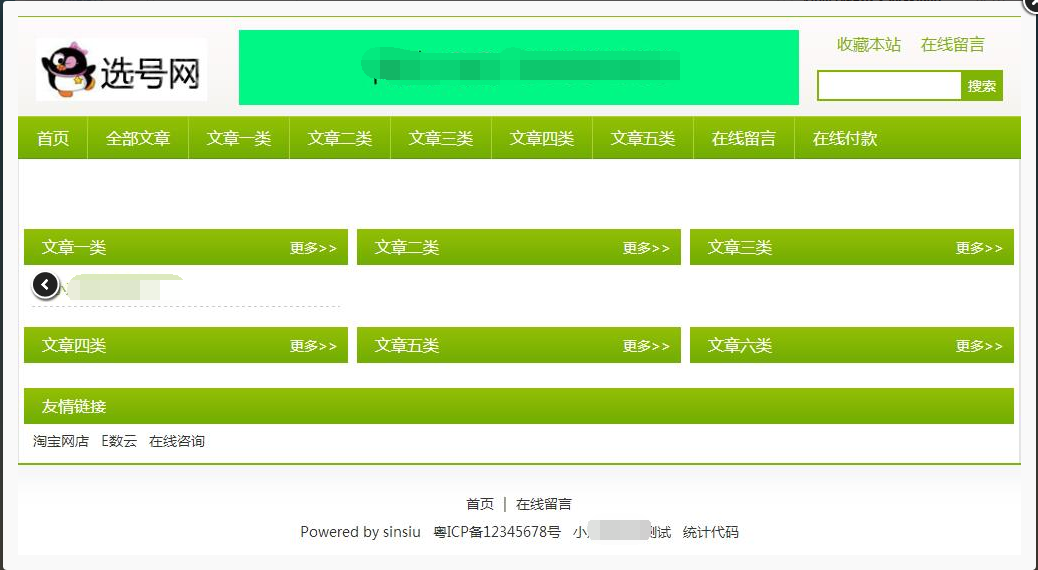 选号网
收藏本站 在线留言
搜索
首页 全部文章 文章一类 文章二类 文章三类 文章四类 文章五类 在线留言 在线付款
文章一类 更多>> 文章二类 更多>> 文章三类 更多>>
文章四类 更多>> 文章五类 更多>> 文章六类 更多>>
友情链接
淘宝网店 E数云 在线咨询
首页 | 在线留言
Powered by sinsiu 粤ICP备12345678号 小 测试 统计代码